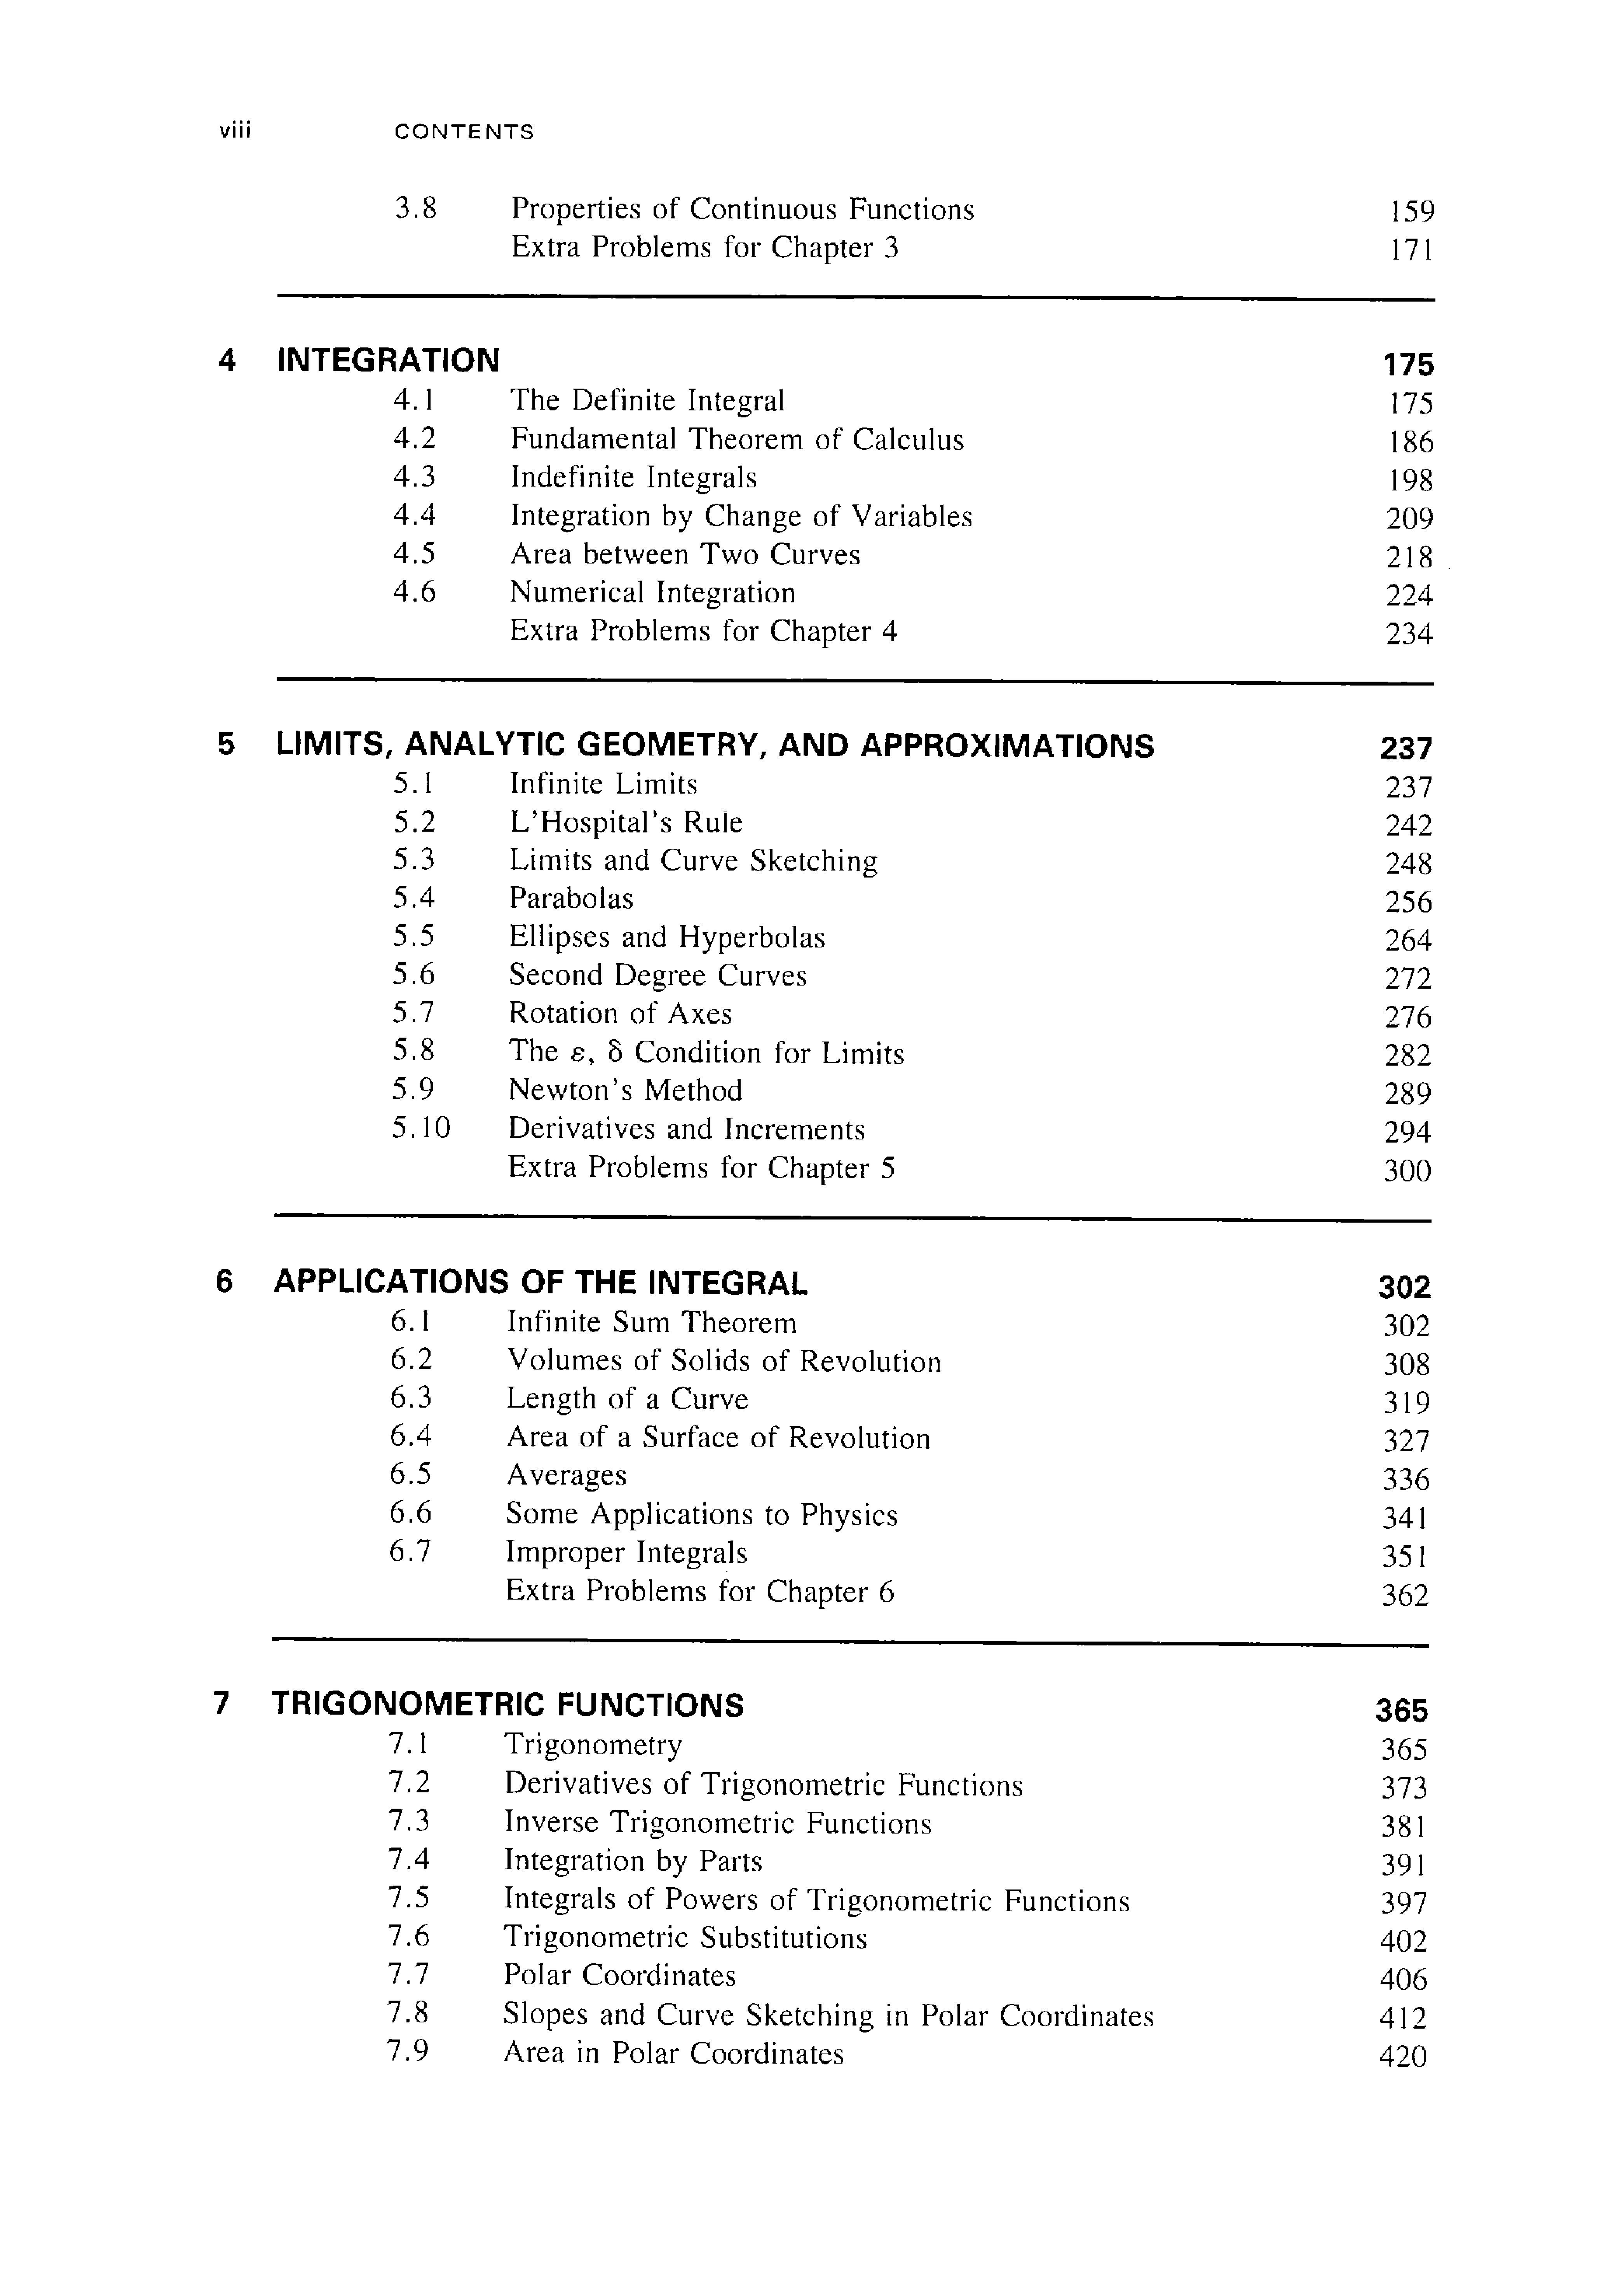 viii CONTENTS
3.8 Properties of Continuous Functions 159
Extra Problems for Chapter 3 171
4 INTEGRATION 175
4.1 The Definite Integral 175
4.2 Fundamental Theorem of Calculus 186
4.3 Indefinite Integrals 198
4.4 Integration by Change of Variables 209
4.5 Area between Two Curves 218
4.6 Numerical Integration 224
Extra Problems for Chapter 4 234
5 LIMITS, ANALYTIC GEOMETRY, AND APPROXIMATIONS 237
5.1 Infinite Limits 237
5.2 L'Hospital's Rule 242
5.3 Limits and Curve Sketching 248
5.4 Parabolas 256
5.5 Ellipses and Hyperbolas 264
5.6 Second Degree Curves 272
5.7 Rotation of Axes 276
5.8 The ε, δ Condition for Limits 282
5.9 Newton's Method 289
5.10 Derivatives and Increments 294
Extra Problems for Chapter 5 300
6 APPLICATIONS OF THE INTEGRAL 302
6.1 Infinite Sum Theorem 302
6.2 Volumes of Solids of Revolution 308
6.3 Length of a Curve 319
6.4 Area of a Surface of Revolution 327
6.5 Averages 336
6.6 Some Applications to Physics 341
6.7 Improper Integrals 351
Extra Problems for Chapter 6 362
7 TRIGONOMETRIC FUNCTIONS 365
7.1 Trigonometry 365
7.2 Derivatives of Trigonometric Functions 373
7.3 Inverse Trigonometric Functions 381
7.4 Integration by Parts 391
7.5 Integrals of Powers of Trigonometric Functions 397
7.6 Trigonometric Substitutions 402
7.7 Polar Coordinates 406
7.8 Slopes and Curve Sketching in Polar Coordinates 412
7.9 Area in Polar Coordinates 420